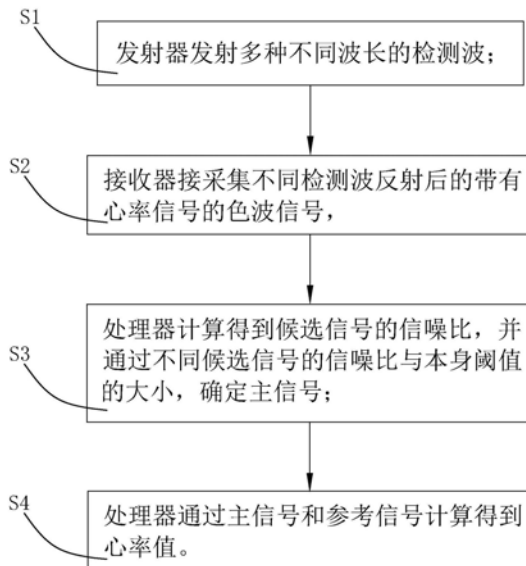 S1
发射器发射多种不同波长的检测波；
S2
接收器接采集不同检测波反射后的带有
心率信号的色波信号，
S3
处理器计算得到候选信号的信噪比，并
通过不同候选信号的信噪比与本身阈值
的大小，确定主信号；
S4
处理器通过主信号和参考信号计算得到
心率值。